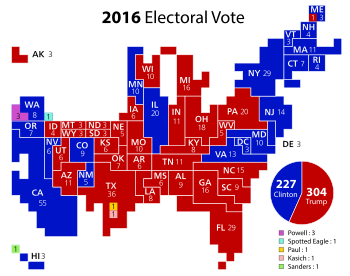 2016 Electoral Vote
ME
1 3
AK 3
NH
4
VT
3
MA 11
CT 7
RI
4
WI
10
MI
16
NY 29
MN
10
WA
8
3
1
OR
7
ID
4
MT 3
ND 3
WY 3
SD 3
NE
5
IA
6
IL
20
IN
11
OH
18
PA 20
NJ 14
NV
6
UT
6
CO
9
KS
6
MO
10
KY
8
WV
5
MD
10
DC
3
DE 3
VA 13
CA
55
AZ
11
NM
5
OK
7
AR
6
TN 11
NC 15
TX
36
1
1
LA
8
MS
6
AL
9
GA
16
SC 9
FL 29
1
HI 3
227
Clinton
304
Trump
Powell : 3
Spotted Eagle : 1
Paul : 1
Kasich : 1
Sanders : 1